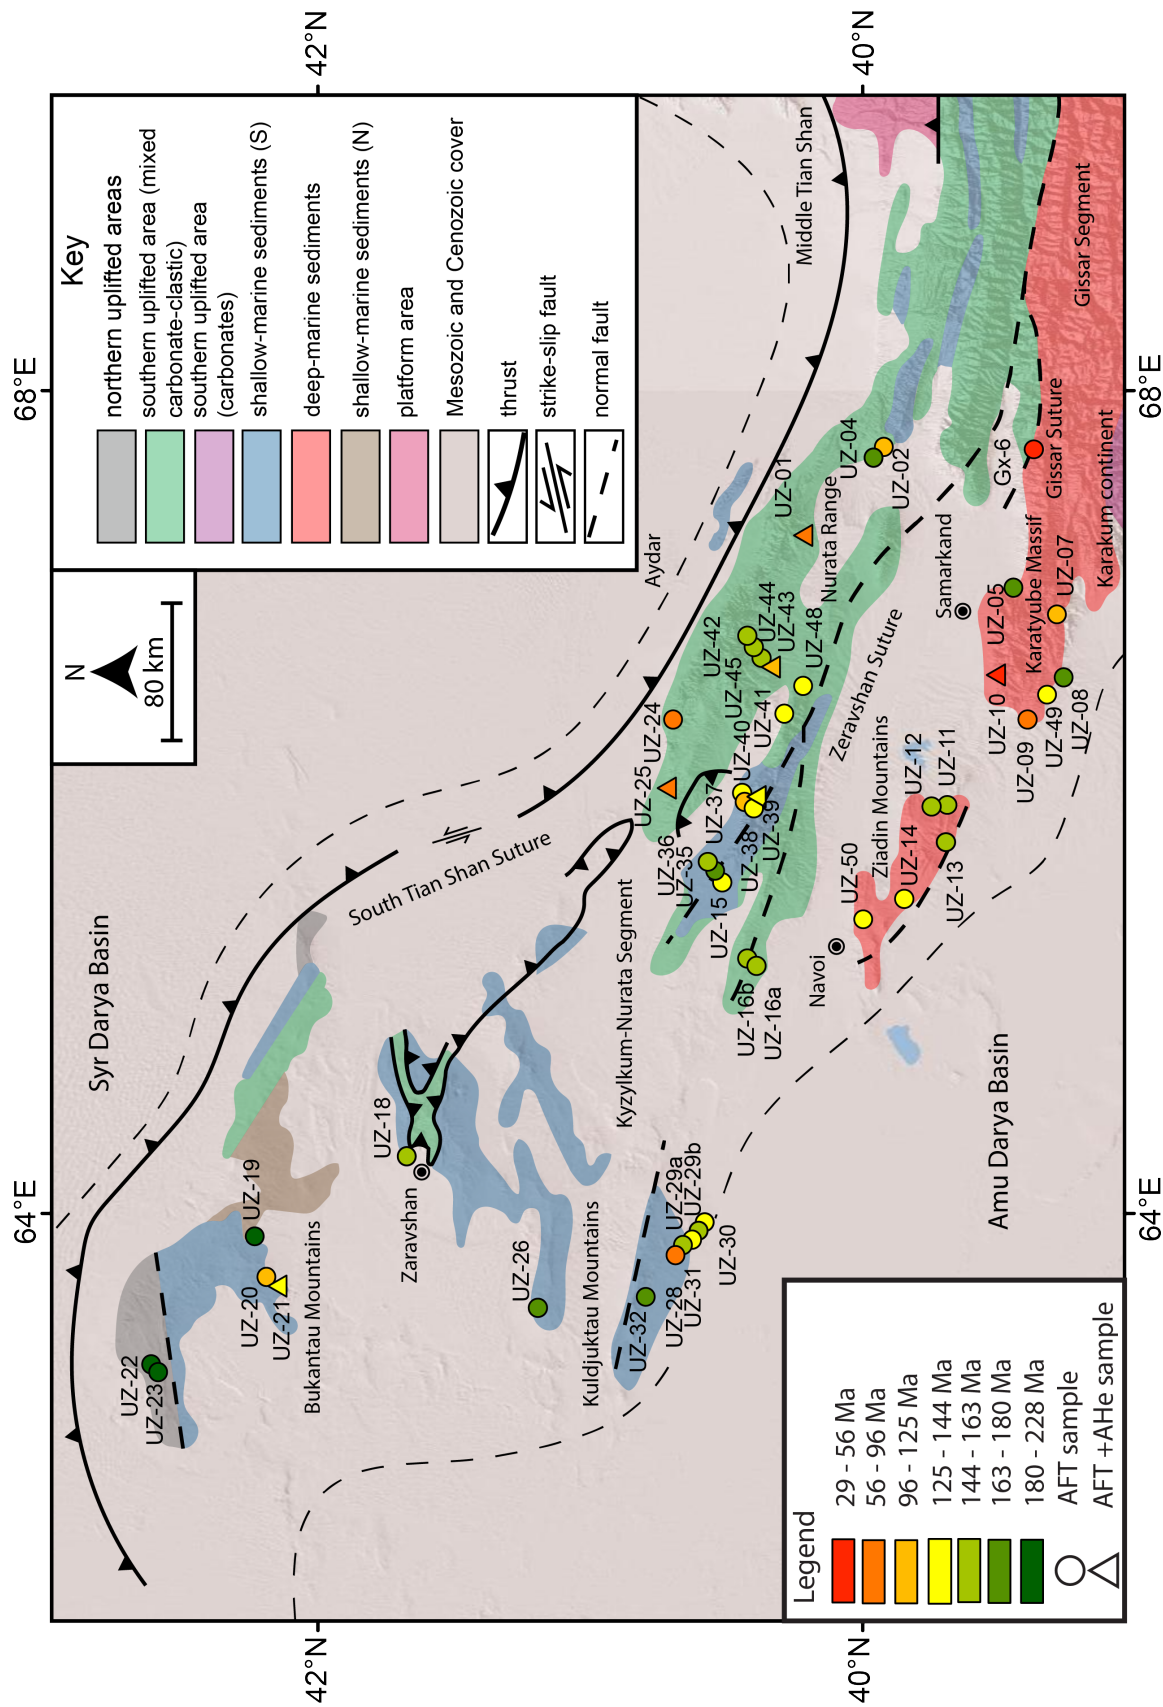 64°E
68°E
42°N
42°N
40°N
40°N
Key
northern uplifted areas
southern uplifted area (mixed
carbonate-clastic)
southern uplifted area
(carbonates)
shallow-marine sediments (S)
deep-marine sediments
shallow-marine sediments (N)
platform area
Mesozoic and Cenozoic cover
thrust
strike-slip fault
normal fault
N
80 km
Syr Darya Basin
South Tian Shan Suture
Middle Tian Shan
Aydar
UZ-22
UZ-23
UZ-19
UZ-20
UZ-21
Bukantau Mountains
UZ-18
Zaravshan
UZ-26
Kuldjuktau Mountains
Kyzylkum-Nurata Segment
UZ-32
UZ-28
UZ-31
UZ-30
UZ-29a
UZ-29b
UZ-25
UZ-24
UZ-36
UZ-35
UZ-15
UZ-37
UZ-38
UZ-39
UZ-40
UZ-41
UZ-45
UZ-42
UZ-44
UZ-43
UZ-48
UZ-16b
UZ-16a
UZ-01
Nurata Range
UZ-04
UZ-02
Zeravshan Suture
Navoi
UZ-50
Ziadin Mountains
UZ-14
UZ-13
UZ-12
UZ-11
Samarkand
UZ-05
UZ-10
Karatyube Massif
UZ-07
UZ-09
UZ-49
UZ-08
Gx-6
Gissar Suture
Gissar Segment
Karakum continent
Amu Darya Basin
Legend
29 - 56 Ma
56 - 96 Ma
96 - 125 Ma
125 - 144 Ma
144 - 163 Ma
163 - 180 Ma
180 - 228 Ma
AFT sample
AFT +AHe sample
64°E
68°E